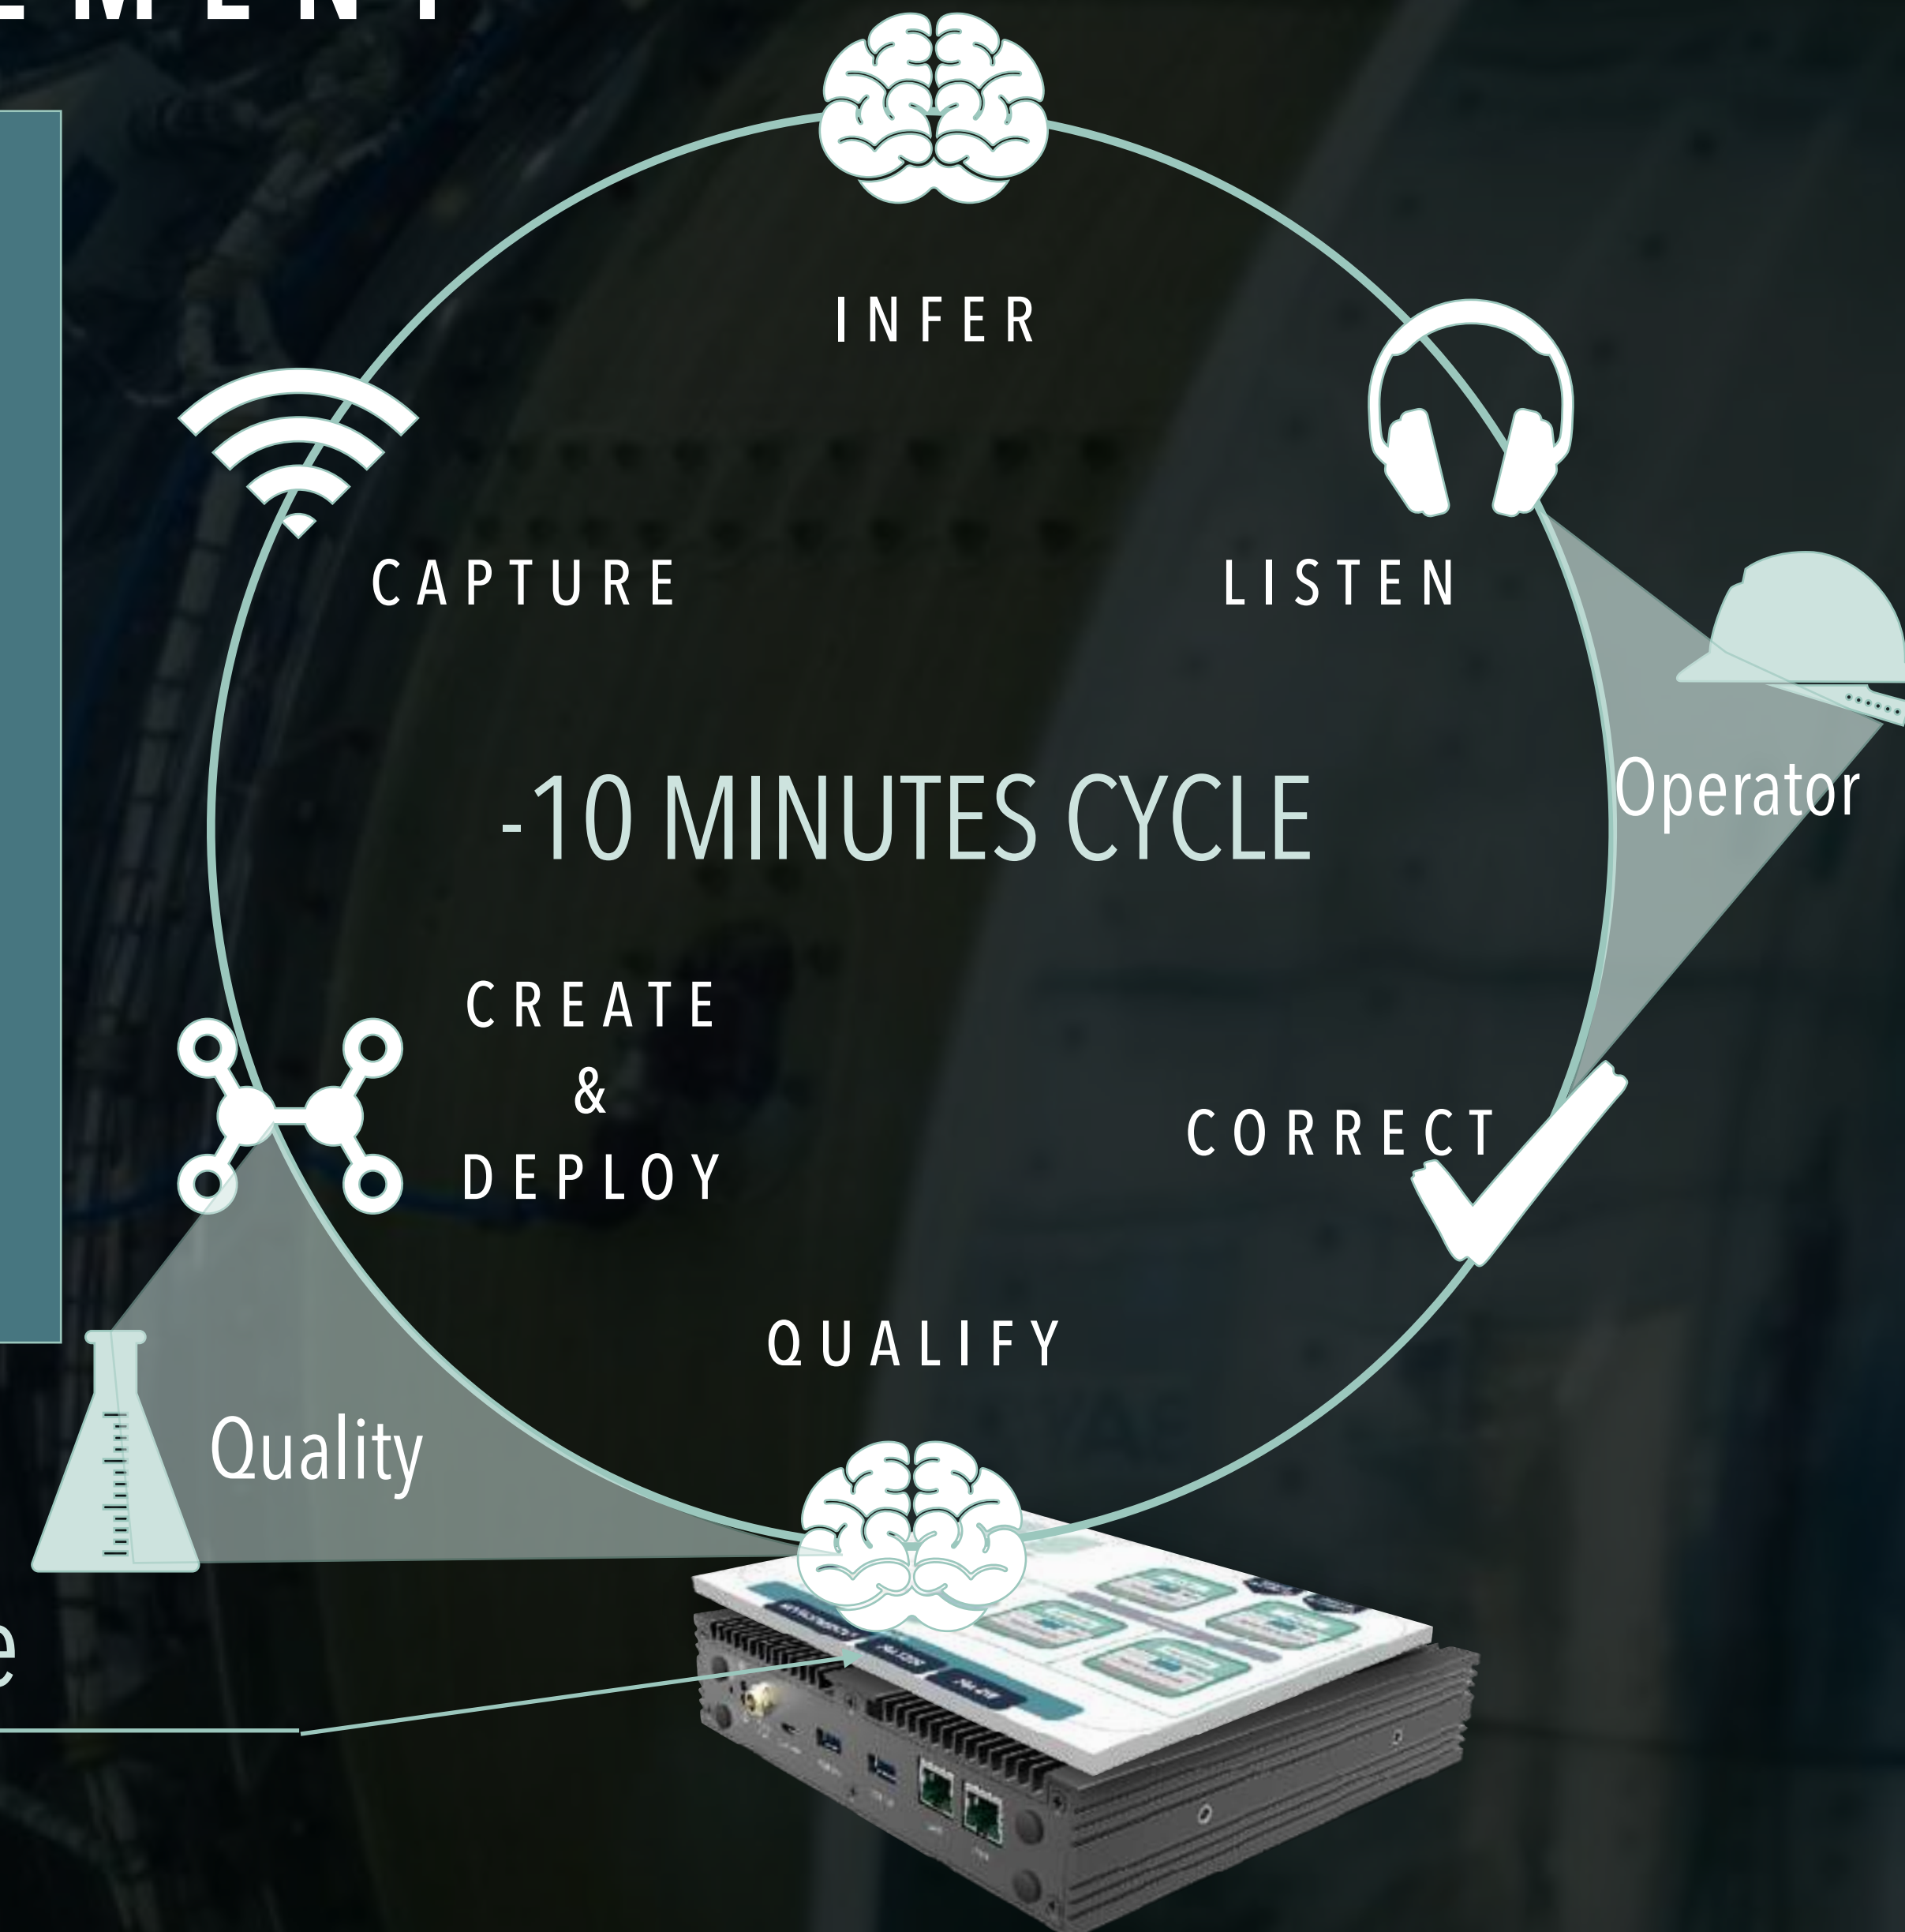 INFER
CAPTURE
LISTEN
-10 MINUTES CYCLE
Operator
CREATE
&
DEPLOY
CORRECT
QUALIFY
Quality